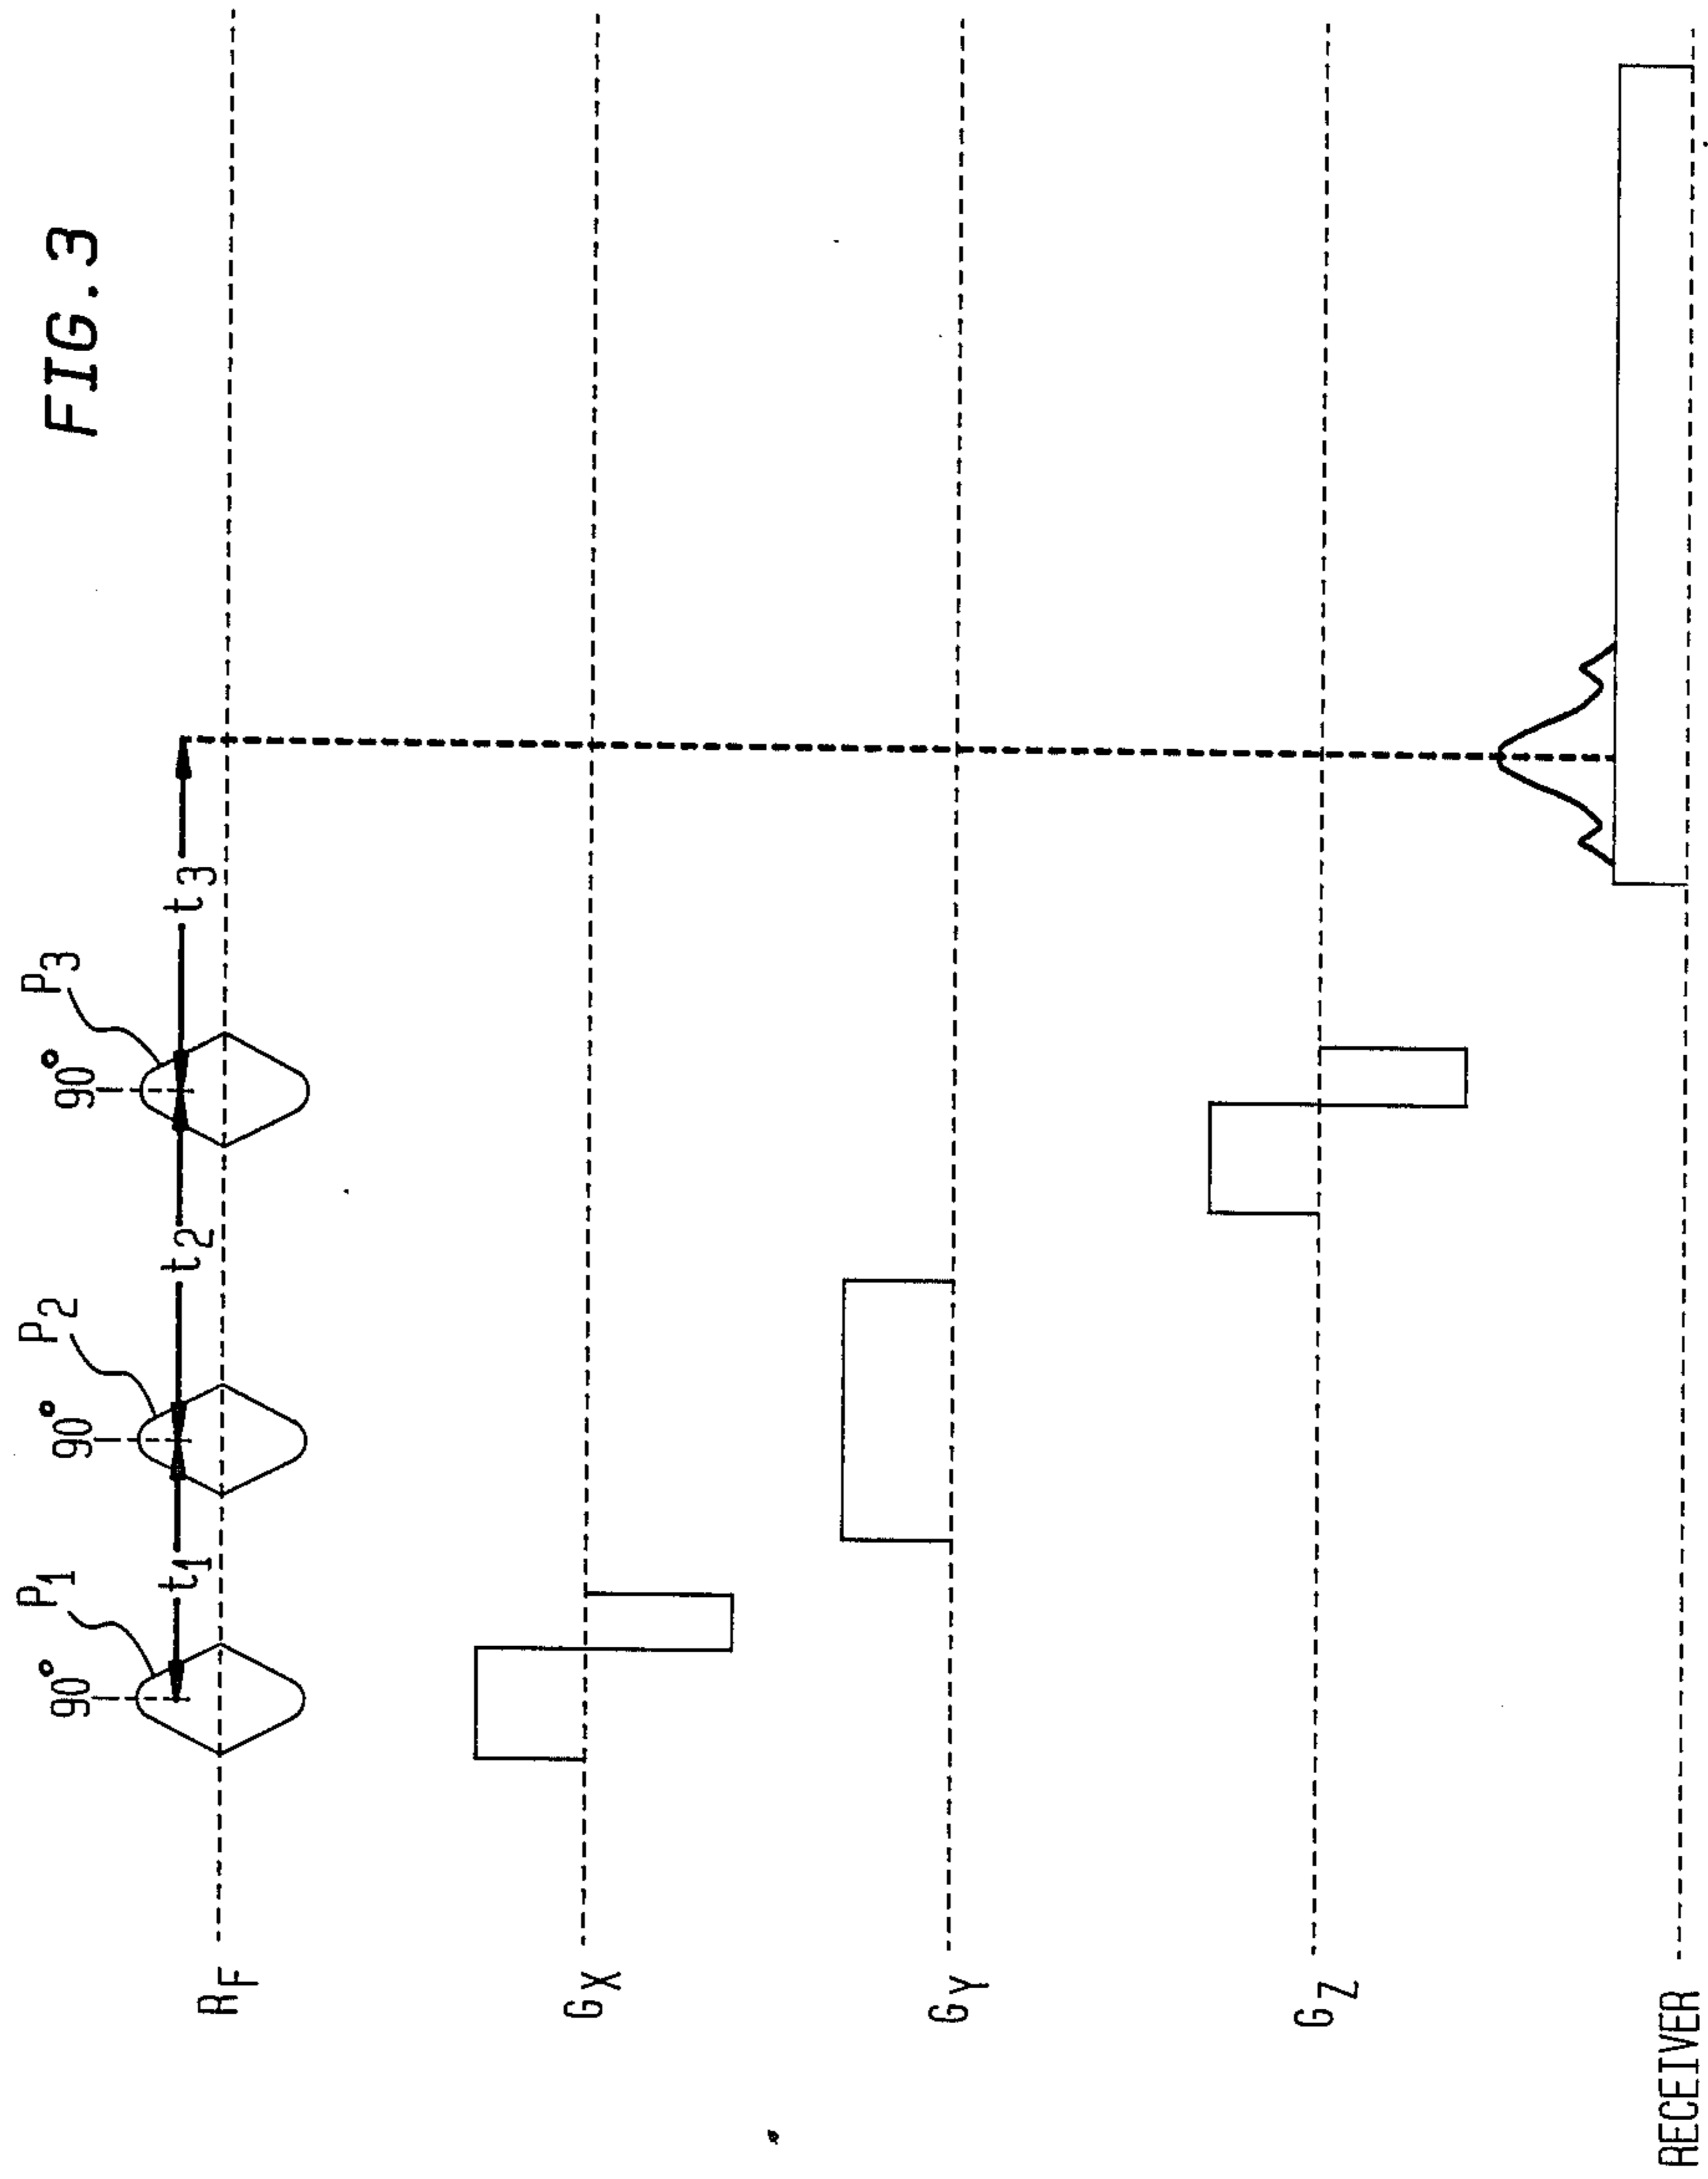 FIG.3
90° 90° 90°
P1 P2 P3
t1 t2 t3
RF
GX
GY
GZ
RECEIVER